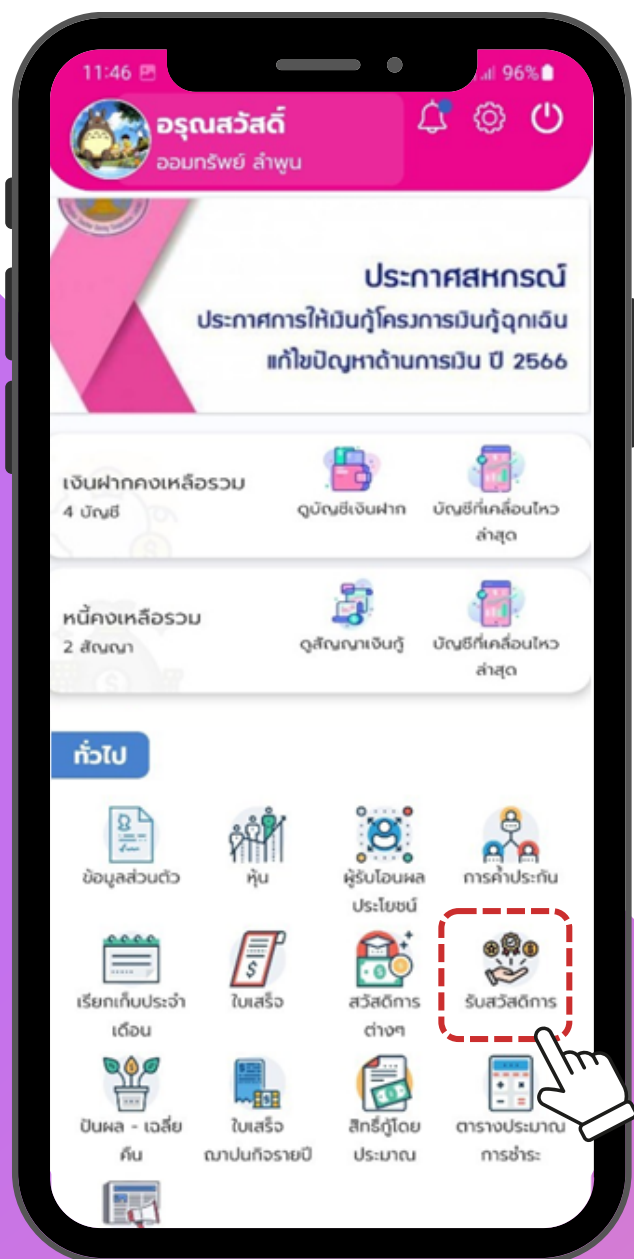 11:46
96%
อรุณสวัสดิ์
ออมทรัพย์ ลำพูน
ประกาศสหกรณ์
ประกาศการให้เงินกู้โครงการเงินกู้ฉุกเฉิน
แก้ไขปัญหาด้านการเงิน ปี 2566
เงินฝากคงเหลือรวม
4 บัญชี
ดูบัญชีเงินฝาก
บัญชีที่เคลื่อนไหว
ล่าสุด
หนี้คงเหลือรวม
2 สัญญา
ดูสัญญาเงินกู้
บัญชีที่เคลื่อนไหว
ล่าสุด
ทั่วไป
ข้อมูลส่วนตัว
หุ้น
ผู้รับโอนผล
ประโยชน์
การค้ำประกัน
เรียกเก็บประจำ
เดือน
ใบเสร็จ
สวัสดิการ
ต่างๆ
รับสวัสดิการ
ปันผล - เฉลี่ย
คืน
ใบเสร็จ
ฌาปนกิจรายปี
สิทธิ์กู้โดย
ประมาณ
ตารางประมาณ
การชำระ